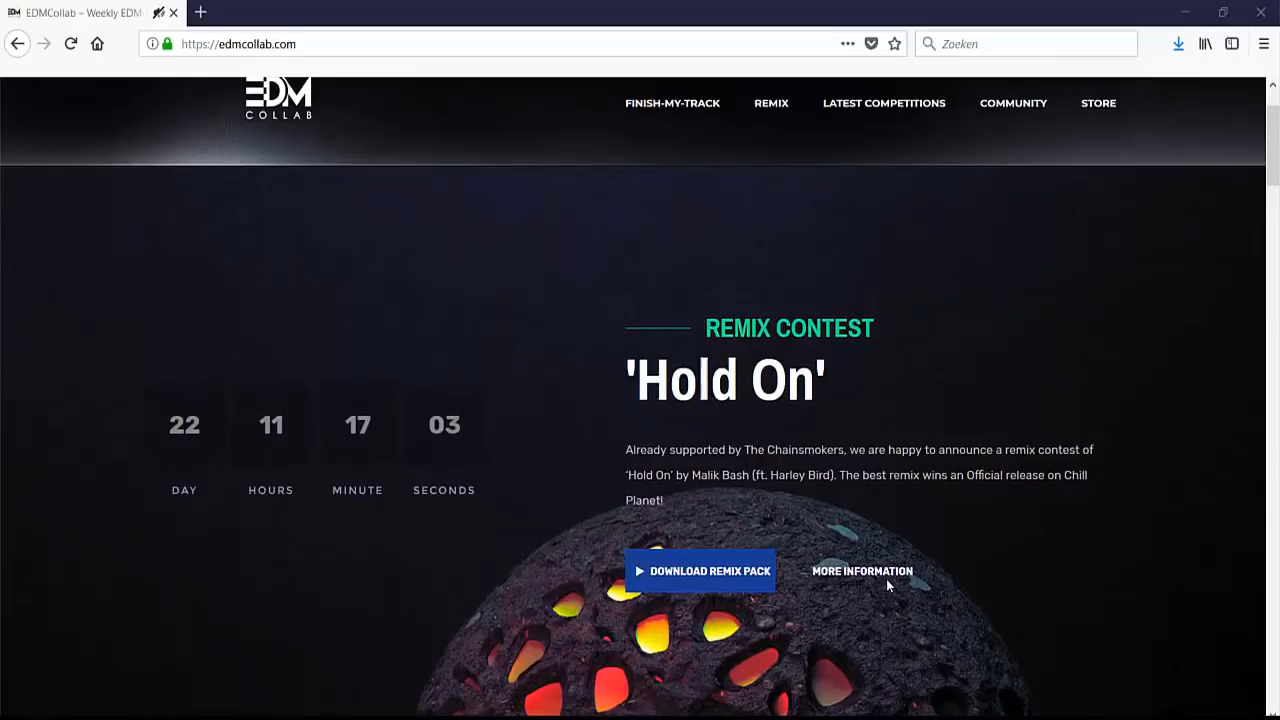 EDMCollab – Weekly EDM
https://edmcollab.com
Zoeken
EDM
COLLAB
FINISH-MY-TRACK
REMIX
LATEST COMPETITIONS
COMMUNITY
STORE
REMIX CONTEST
'Hold On'
22
11
17
03
DAY
HOURS
MINUTE
SECONDS
Already supported by The Chainsmokers, we are happy to announce a remix contest of
‘Hold On’ by Malik Bash (ft. Harley Bird). The best remix wins an Official release on Chill
Planet!
DOWNLOAD REMIX PACK
MORE INFORMATION